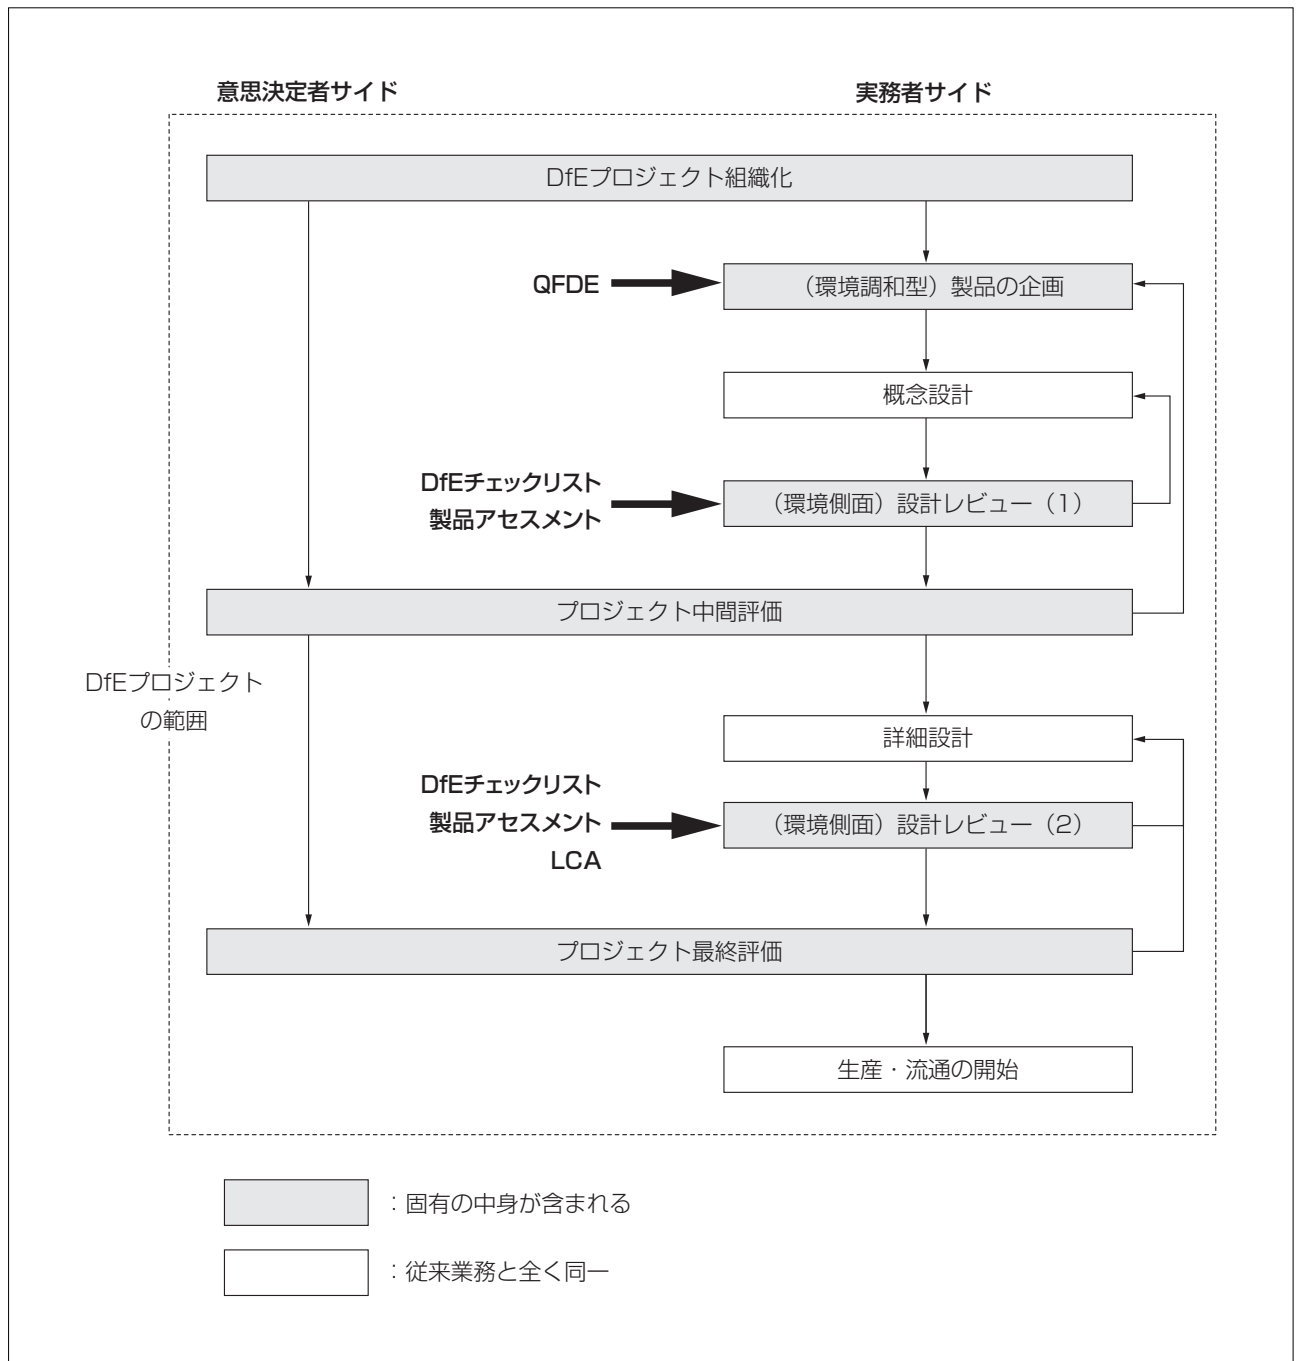 意思決定者サイド
実務者サイド
DfEプロジェクト組織化
QFDE
（環境調和型）製品の企画
概念設計
DfEチェックリスト
製品アセスメント
（環境側面）設計レビュー（1）
プロジェクト中間評価
DfEプロジェクト
の範囲
詳細設計
DfEチェックリスト
製品アセスメント
LCA
（環境側面）設計レビュー（2）
プロジェクト最終評価
生産・流通の開始
：固有の中身が含まれる
：従来業務と全く同一